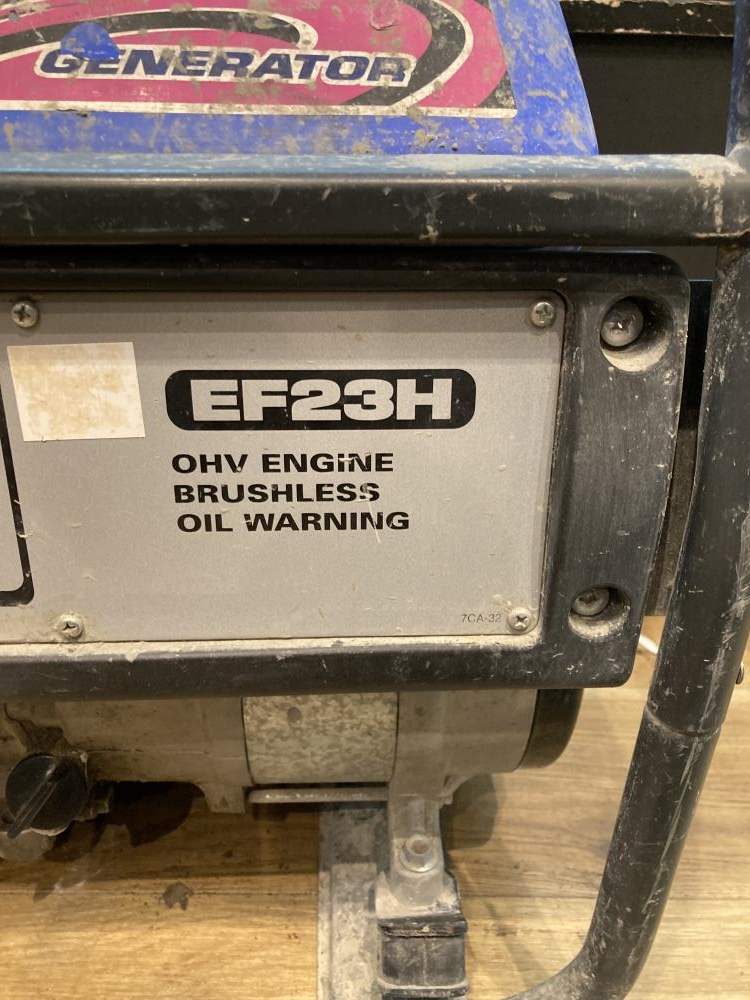 GENERATOR
EF23H
OHV ENGINE
BRUSHLESS
OIL WARNING
7CA-32